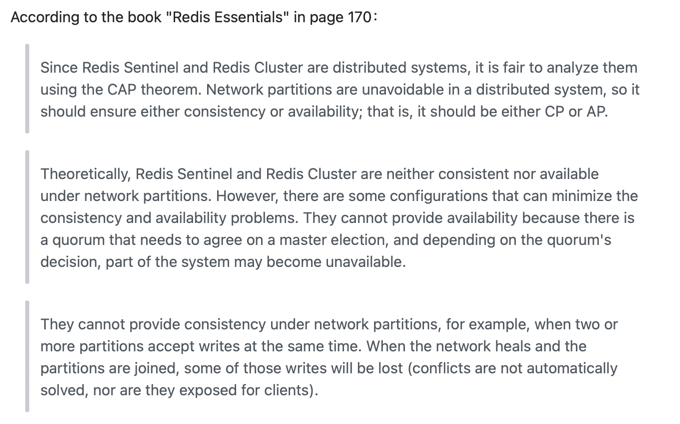 According to the book "Redis Essentials" in page 170:
Since Redis Sentinel and Redis Cluster are distributed systems, it is fair to analyze them
using the CAP theorem. Network partitions are unavoidable in a distributed system, so it
should ensure either consistency or availability; that is, it should be either CP or AP.
Theoretically, Redis Sentinel and Redis Cluster are neither consistent nor available
under network partitions. However, there are some configurations that can minimize the
consistency and availability problems. They cannot provide availability because there is
a quorum that needs to agree on a master election, and depending on the quorum's
decision, part of the system may become unavailable.
They cannot provide consistency under network partitions, for example, when two or
more partitions accept writes at the same time. When the network heals and the
partitions are joined, some of those writes will be lost (conflicts are not automatically
solved, nor are they exposed for clients).